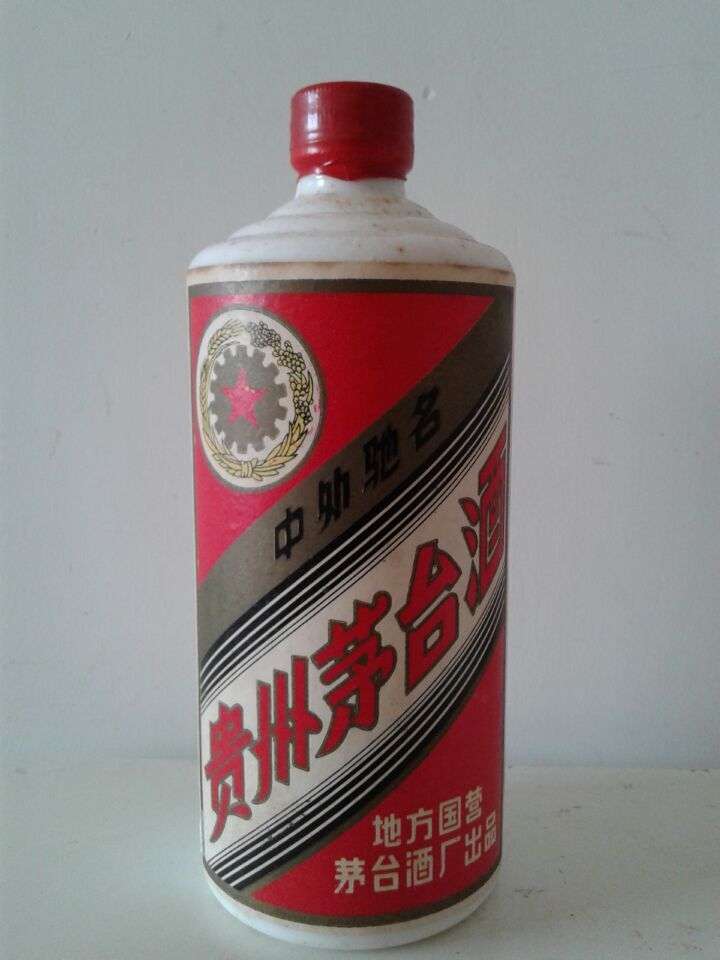 中外驰名
贵州茅台酒
地方国营
茅台酒厂出品